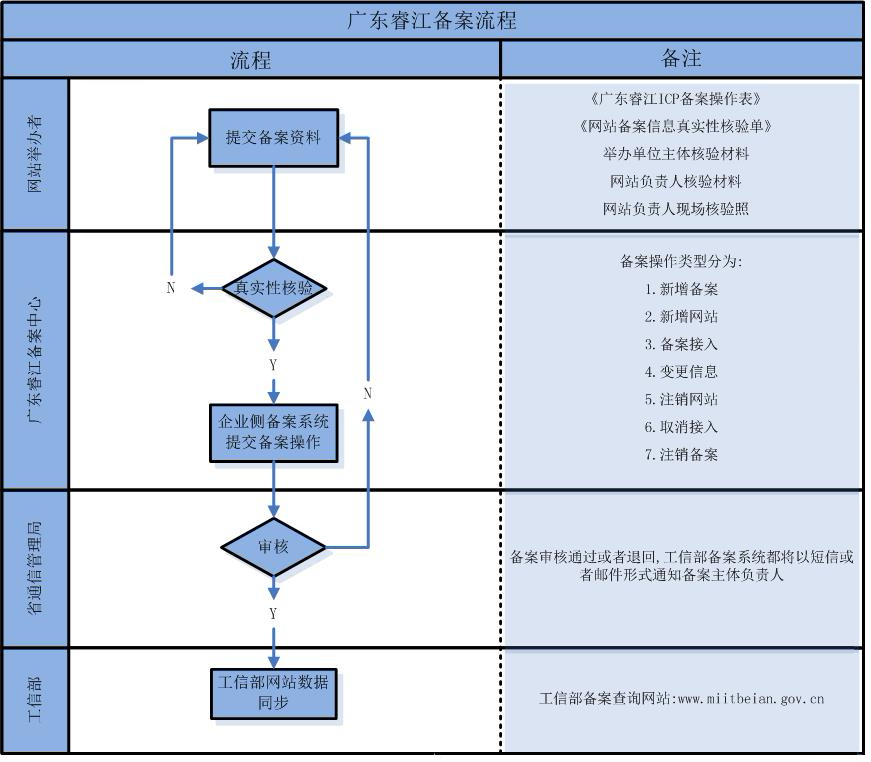 广东睿江备案流程
流程
备注
网站举办者
提交备案资料
《广东睿江ICP备案操作表》
《网站备案信息真实性核验单》
举办单位主体核验材料
网站负责人核验材料
网站负责人现场核验照
广东睿江备案中心
真实性核验
N
Y
N
企业侧备案系统
提交备案操作
备案操作类型分为:
1.新增备案
2.新增网站
3.备案接入
4.变更信息
5.注销网站
6.取消接入
7.注销备案
省通信管理局
审核
Y
备案审核通过或者退回,工信部备案系统都将以短信或
者邮件形式通知备案主体负责人
工信部
工信部网站数据
同步
工信部备案查询网站:www.miitbeian.gov.cn